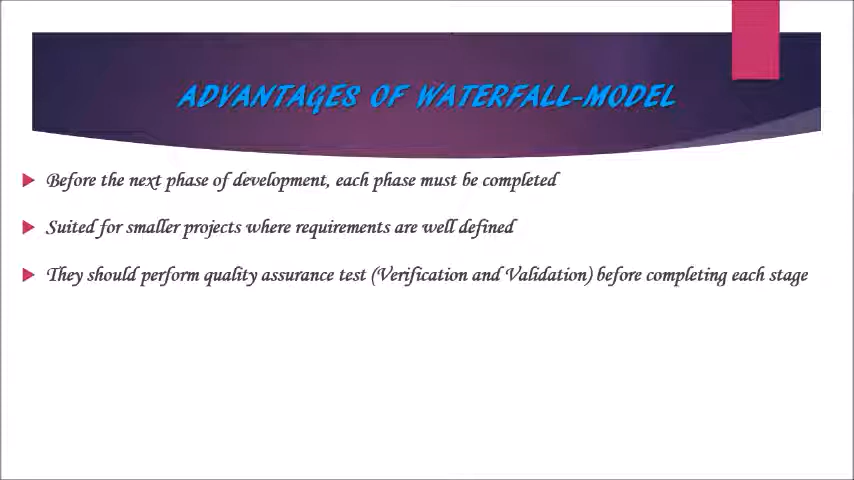 ADVANTAGES OF WATERFALL-MODEL
Before the next phase of development, each phase must be completed
Suited for smaller projects where requirements are well defined
They should perform quality assurance test (Verification and Validation) before completing each stage